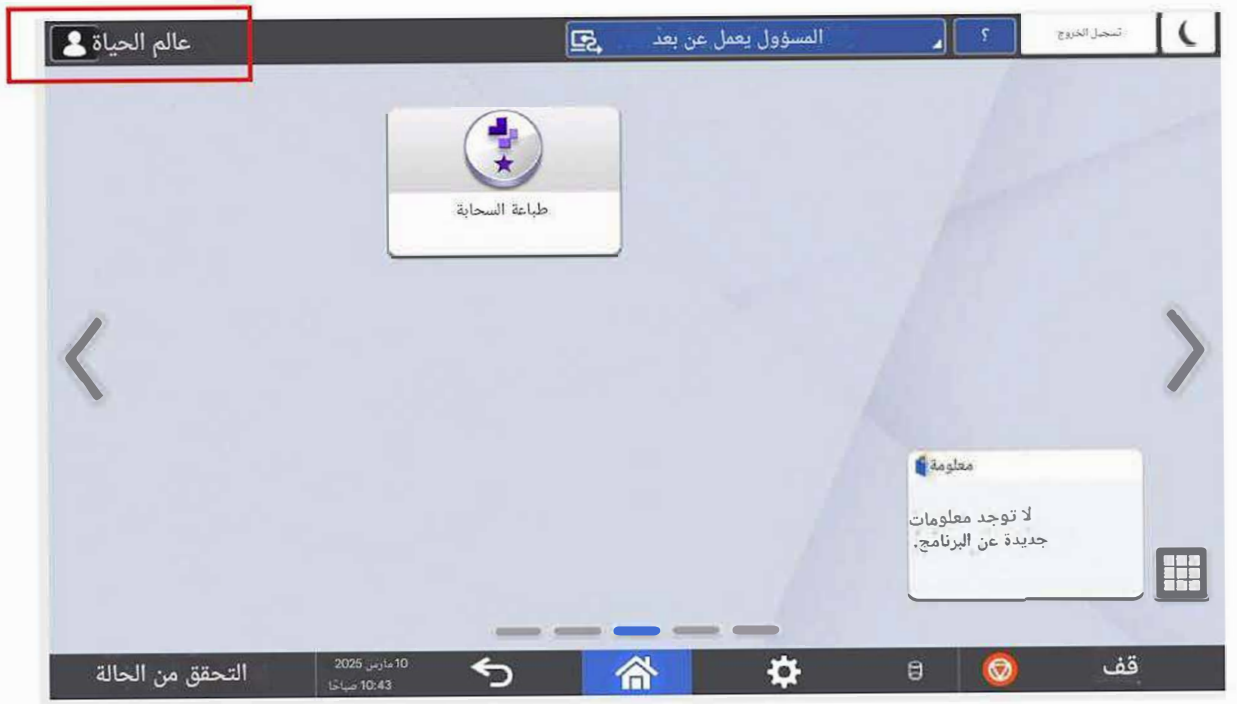 عالم الحياة
المسؤول يعمل عن بعد
؟
تسجيل الخروج
طباعة السحابة
معلومة
لا توجد معلومات
جديدة عن البرنامج.
التحقق من الحالة
10 مارس 2025
10:43 صباحًا
قف